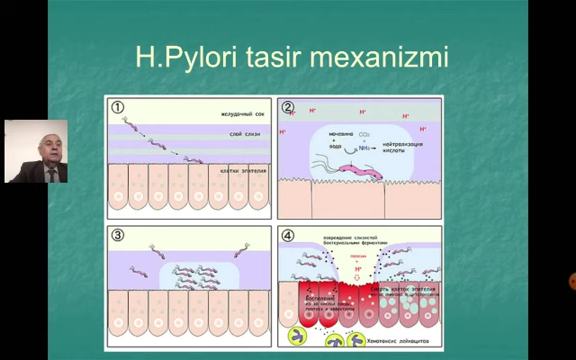 H.Pylori tasir mexanizmi
①
желудочный сок
слой слизи
клетки эпителия
②
H⁺ H⁺ H⁺ H⁺
H⁺ H⁺
мочевина CO₂
+ +
вода NH₃ → нейтрализация
кислоты
③
④
повреждение слизистой
бактериальными ферментами
пепсин
+
H⁺
Воспаление
Смерть клеток эпителия
Хемотаксис лейкоцитов